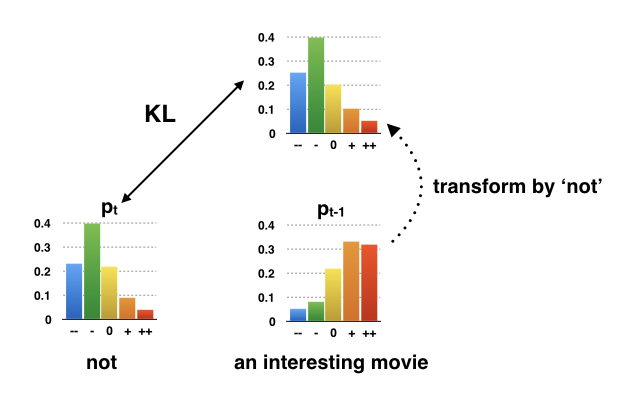 0.4
0.3
0.2
0.1
0
-- - 0 + ++
KL
transform by ‘not’
pt
0.4
0.3
0.2
0.1
0
-- - 0 + ++
not
pt-1
0.4
0.3
0.2
0.1
0
-- - 0 + ++
an interesting movie